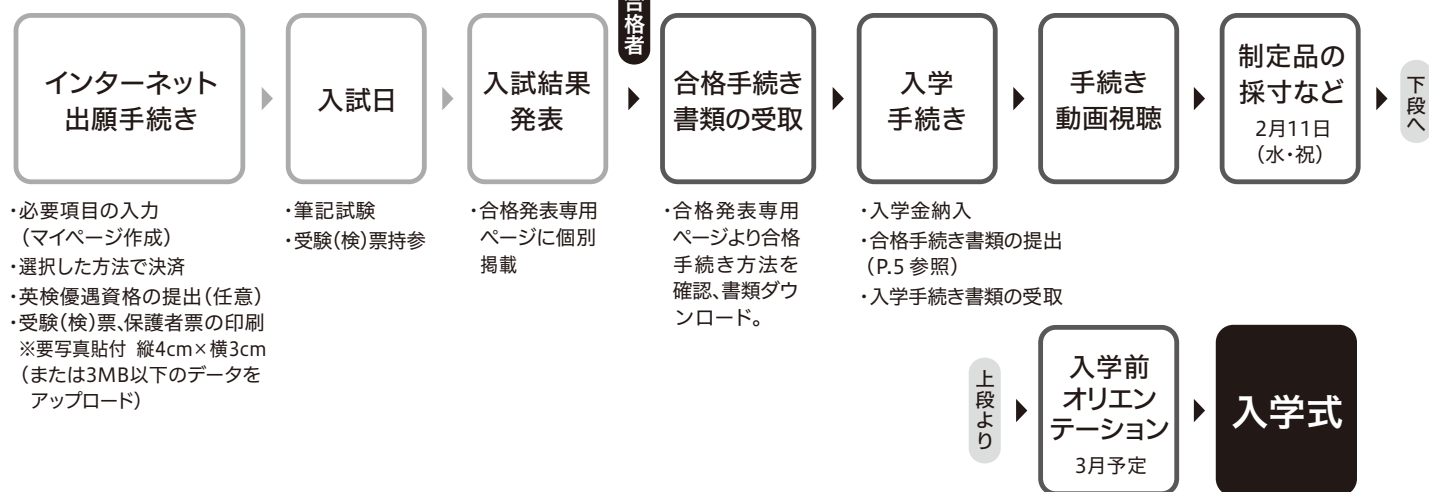 合格者
インターネット
出願手続き
入試日
入試結果
発表
合格手続き
書類の受取
入学
手続き
手続き
動画視聴
制定品の
採寸など
2月11日
(水・祝)
下段へ
・必要項目の入力
(マイページ作成)
・選択した方法で決済
・英検優遇資格の提出(任意)
・受験(検)票、保護者票の印刷
※要写真貼付 縦4cm×横3cm
(または3MB以下のデータを
アップロード)
・筆記試験
・受験(検)票持参
・合格発表専用
ページに個別
掲載
・合格発表専用
ページより合格
手続き方法を
確認、書類ダウ
ンロード。
・入学金納入
・合格手続き書類の提出
(P.5 参照)
・入学手続き書類の受取
上段より
入学前
オリエン
テーション
3月予定
入学式